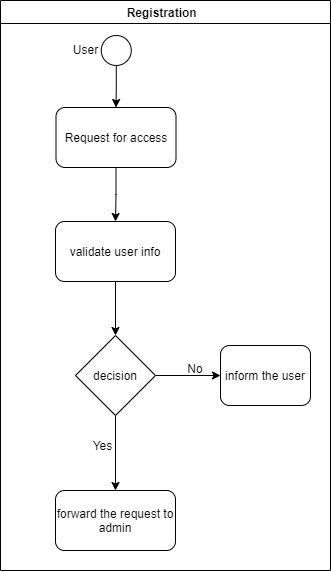 Registration
User
Request for access
validate user info
decision
No
inform the user
Yes
forward the request to
admin